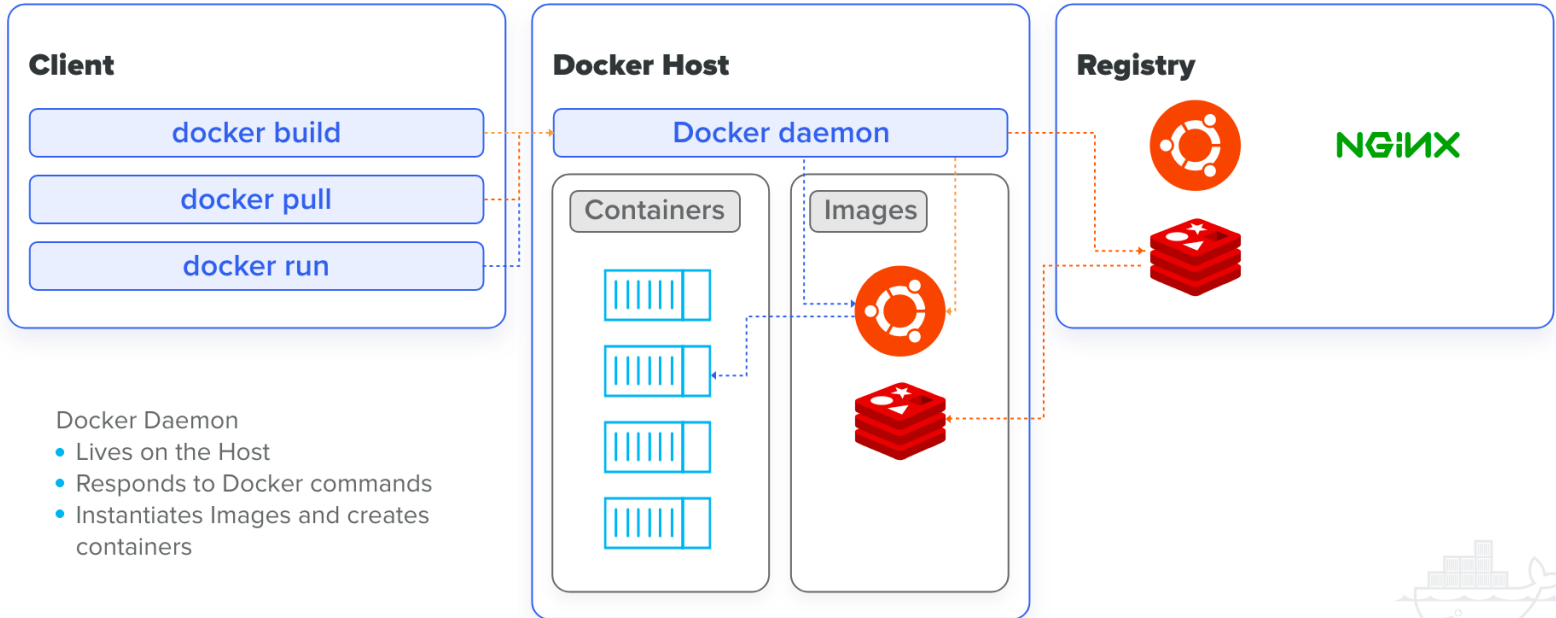 Client
docker build
docker pull
docker run
Docker Host
Docker daemon
Containers
Images
Registry
NGiNX
Docker Daemon
Lives on the Host
Responds to Docker commands
Instantiates Images and creates
containers